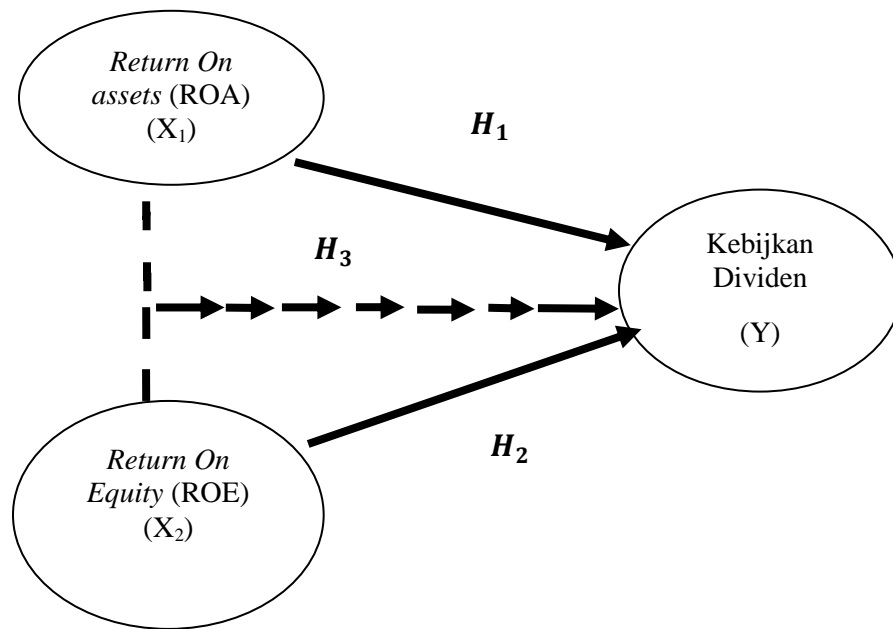 Return On
assets (ROA)
(X₁)
H₁
Kebijkan
Dividen
(Y)
H₃
H₂
Return On
Equity (ROE)
(X₂)